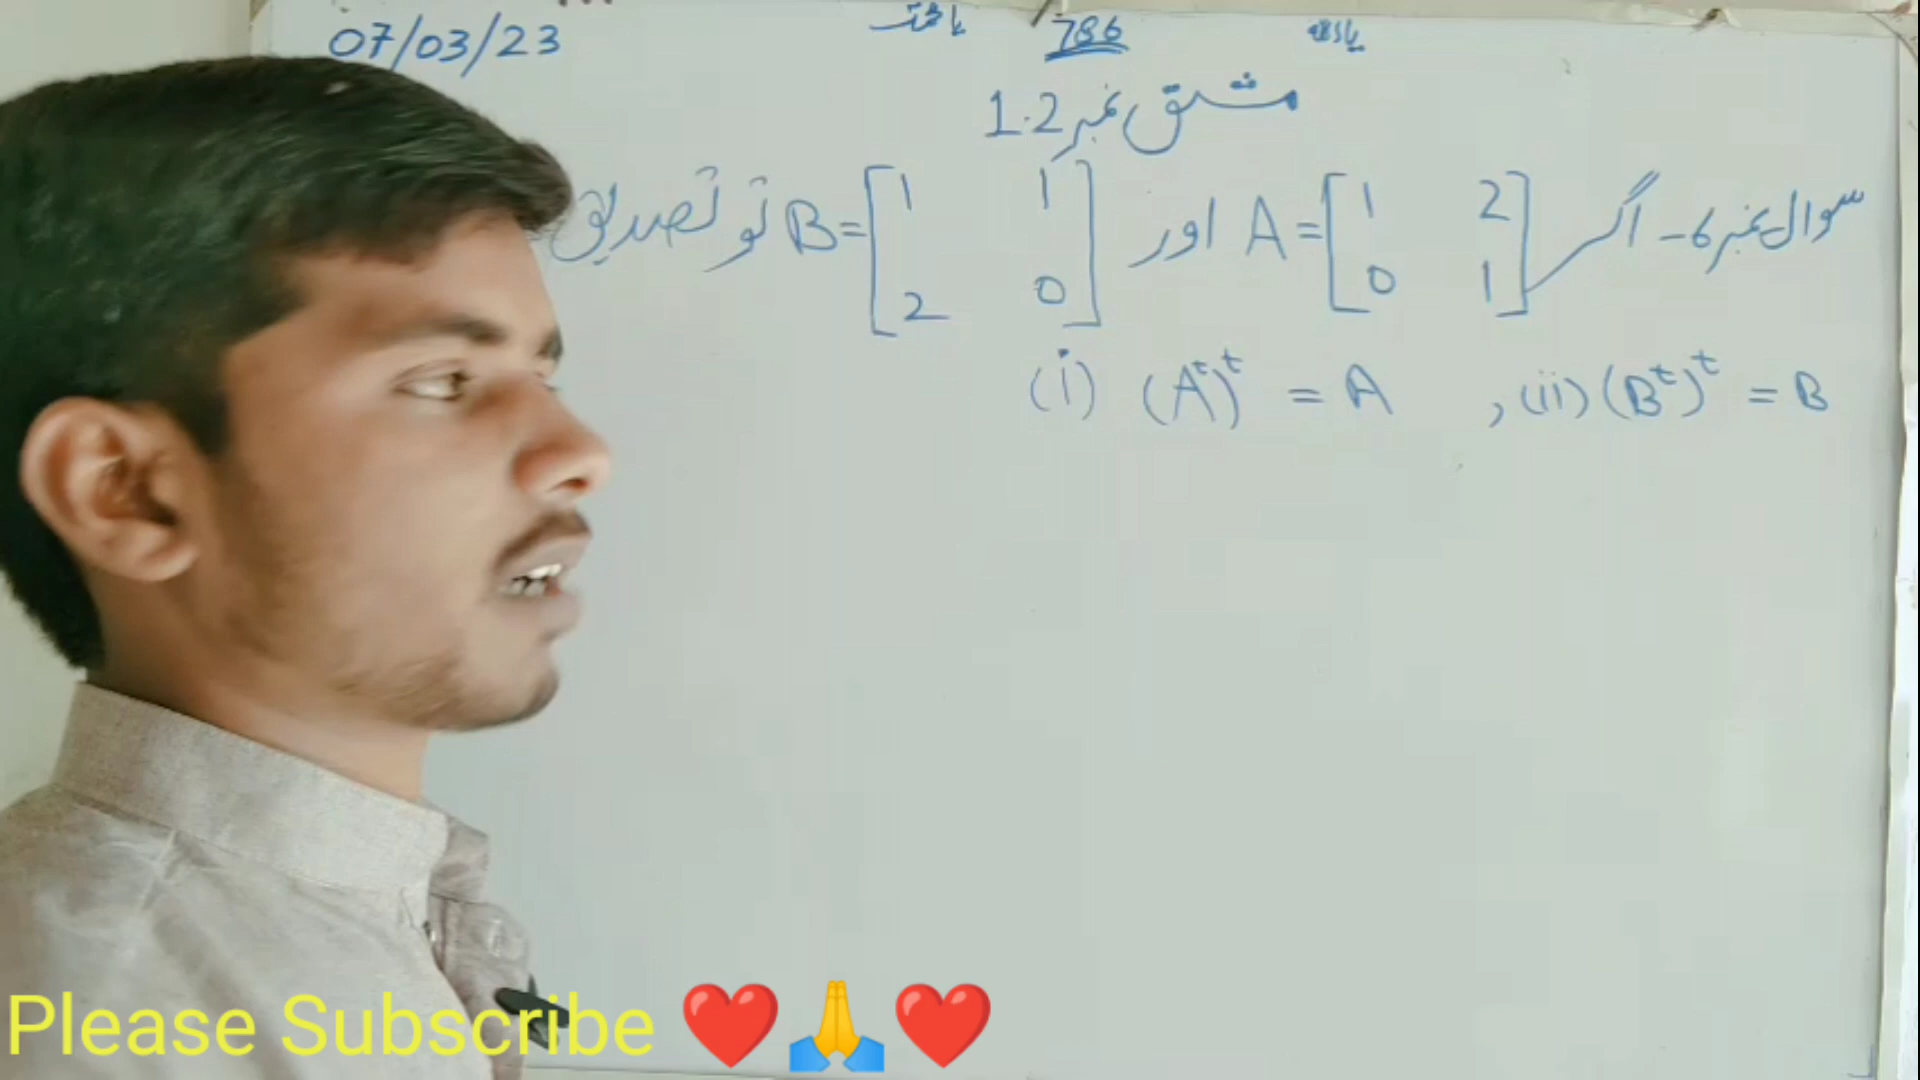 07/03/23
786
مشق نمبر 1.2
سوال نمبر 6- اگر A = [1 2 اور B = [1 1 تو تصدیق
0 1] 2 0]
(i) (Aᵗ)ᵗ = A , (ii) (Bᵗ)ᵗ = B
Please Subscribe ❤️🙏❤️